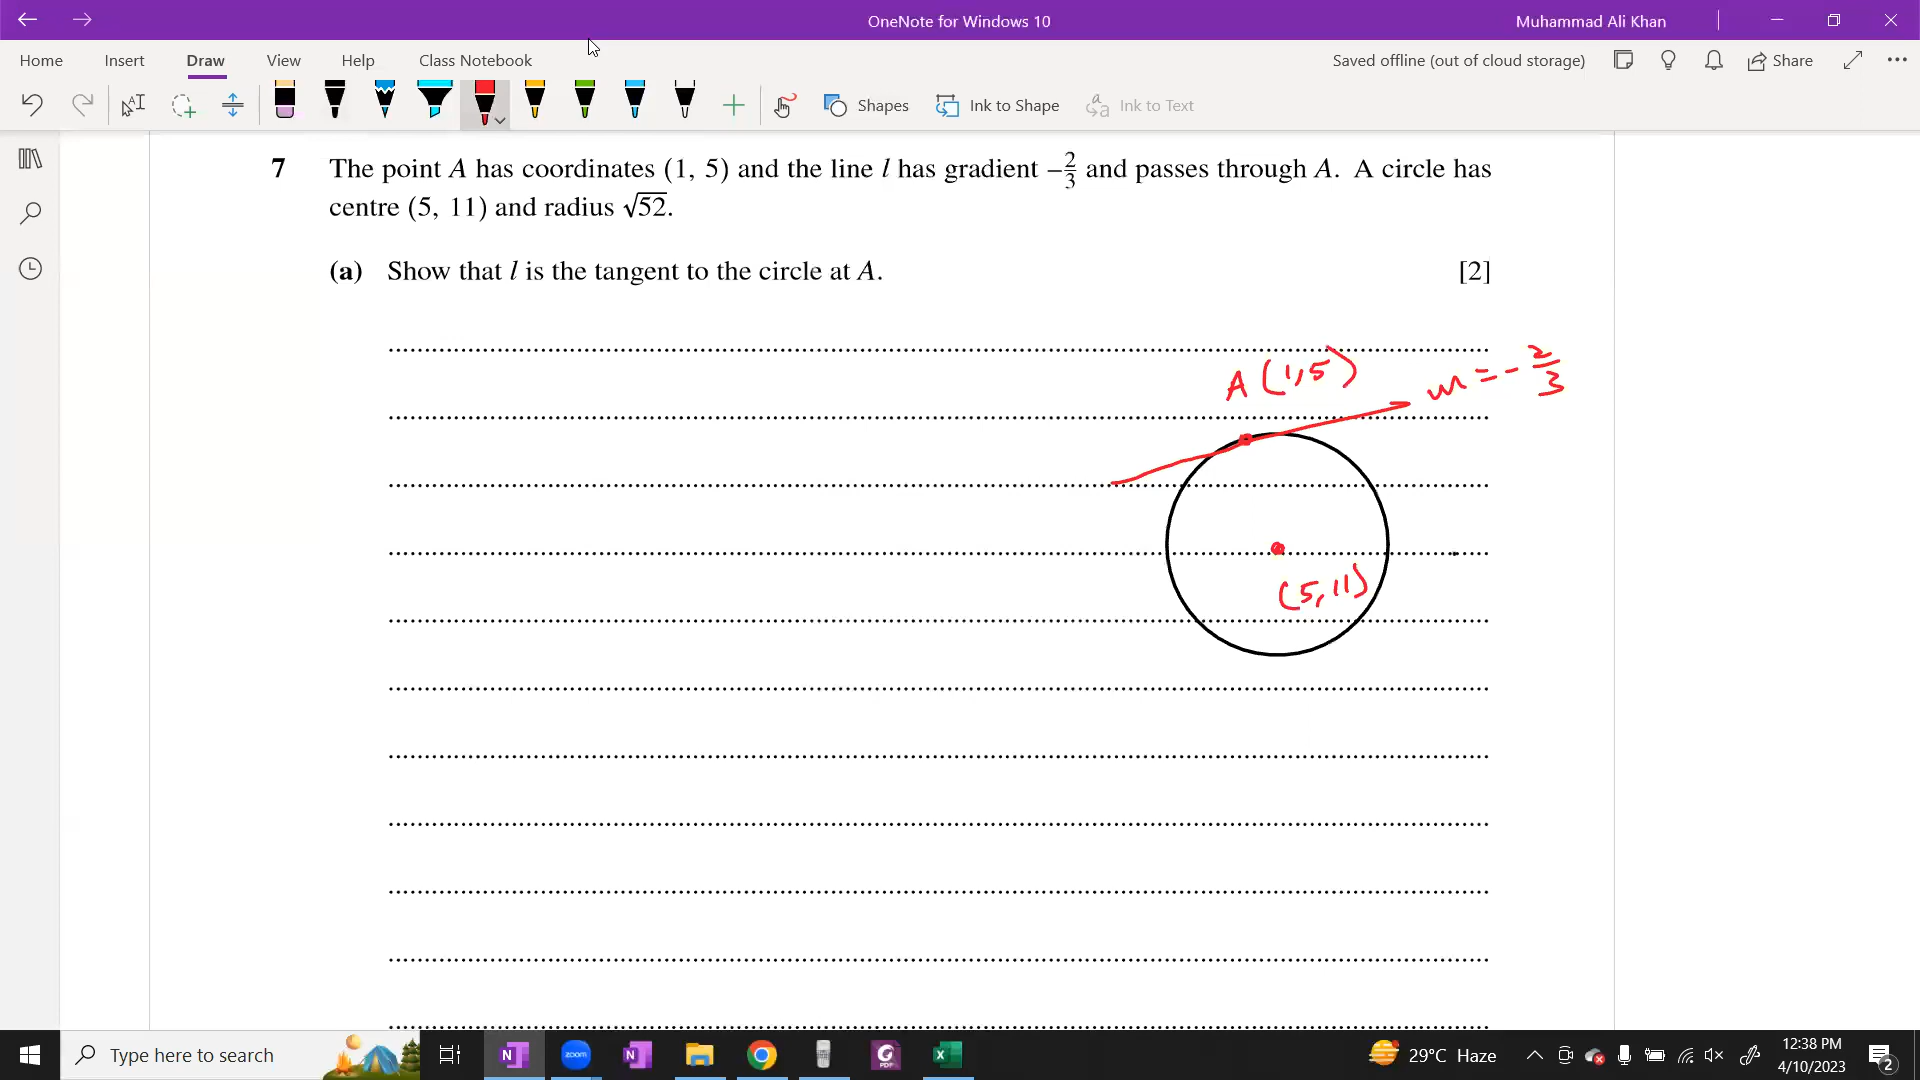 OneNote for Windows 10
Muhammad Ali Khan
Home Insert Draw View Help Class Notebook
Saved offline (out of cloud storage)
Share
Shapes
Ink to Shape
Ink to Text
7 The point A has coordinates (1, 5) and the line l has gradient −2/3 and passes through A. A circle has
centre (5, 11) and radius √52.
(a) Show that l is the tangent to the circle at A. [2]
A (1,5)
m = - 2/3
(5,11)
Type here to search
zoom
29°C Haze
12:38 PM
4/10/2023
2